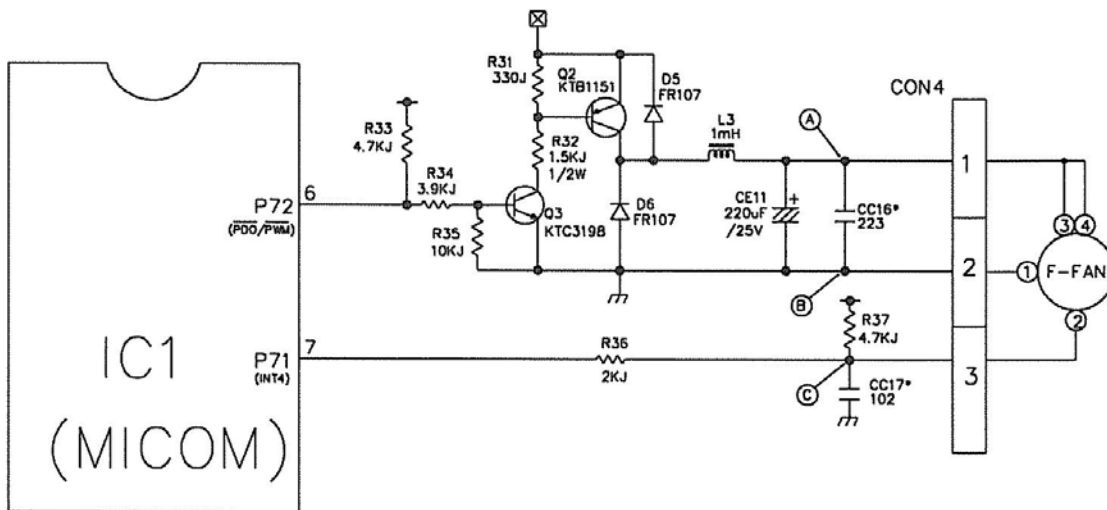 R31
330J
Q2
KTB1151
D5
FR107
CON4
R33
4.7KJ
R32
1.5KJ
1/2W
L3
1mH
A
1
R34
3.9KJ
6
P72
(PDO/PWM)
Q3
KTC3198
R35
10KJ
D6
FR107
CE11
220uF
/25V
+
CC16*
223
3
4
2
1
F-FAN
B
2
R37
4.7KJ
IC1
(MICOM)
P71
(INT4)
7
R36
2KJ
C
CC17*
102
3